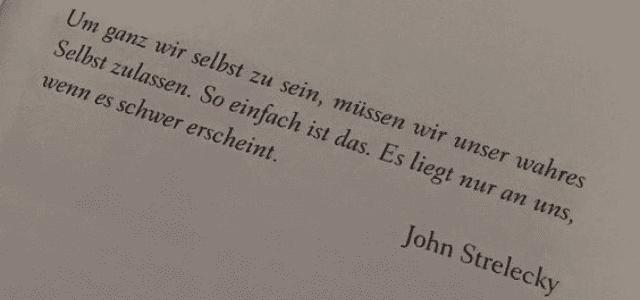 Um ganz wir selbst zu sein, müssen wir unser wahres
Selbst zulassen. So einfach ist das. Es liegt nur an uns,
wenn es schwer erscheint.
John Strelecky